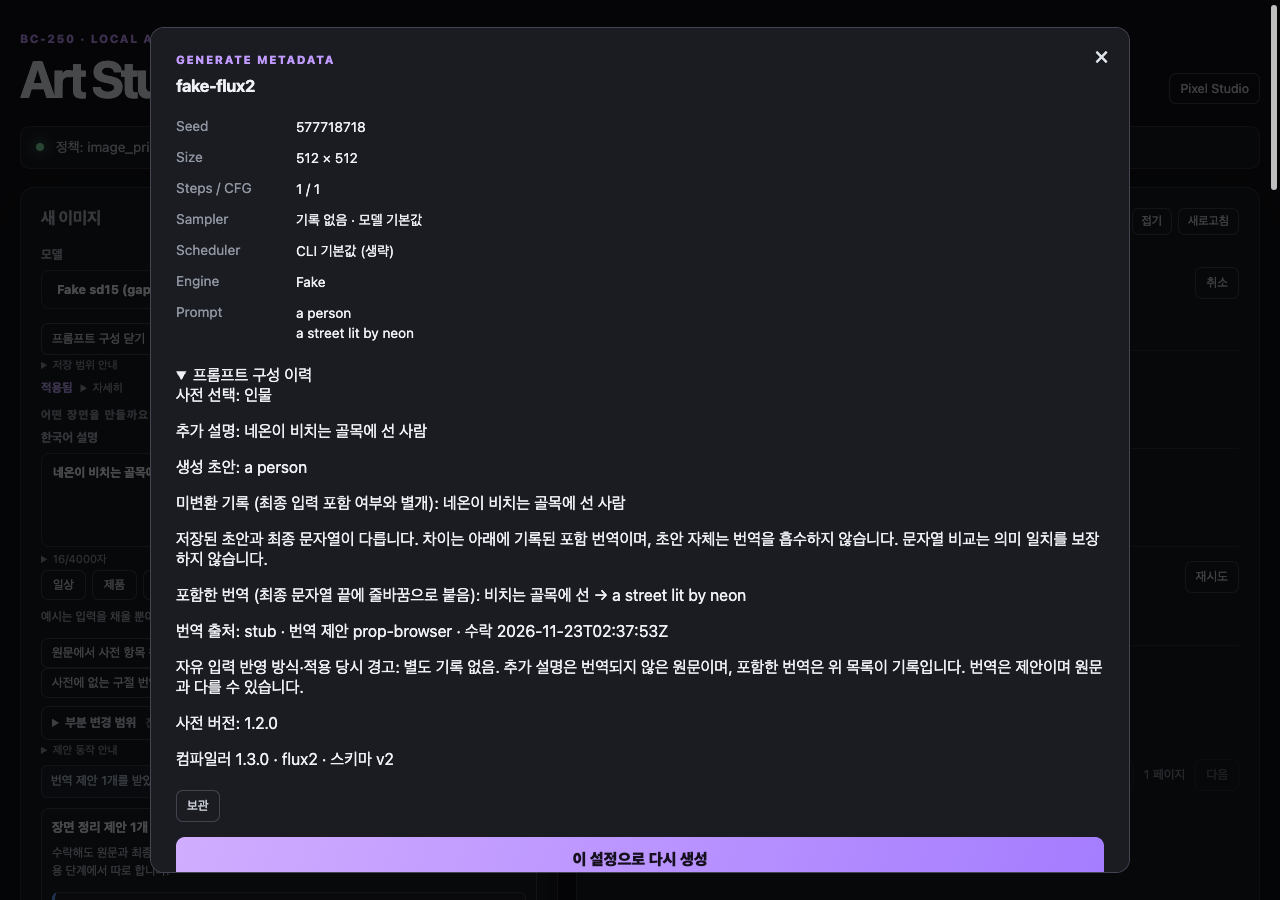 BC-250 · LOCAL A
Art Stu
Pixel Studio
정책: image_pri
새 이미지
접기
새로고침
모델
Fake sd15 (gap
취소
프롬프트 구성 닫기
▶ 저장 범위 안내
적용됨 ▶ 자세히
어떤 장면을 만들까요
한국어 설명
네온이 비치는 골목에
▶ 16/4000자
일상
제품
재시도
예시는 입력을 채울 뿐이
원문에서 사전 항목
사전에 없는 구절 번
▶ 부분 변경 범위
▶ 제안 동작 안내
번역 제안 1개를 받았
1 페이지
다음
장면 정리 제안 1개
수락해도 원문과 최종
용 단계에서 따로 합니다.
GENERATE METADATA
×
fake-flux2
Seed 577718718
Size 512 × 512
Steps / CFG 1 / 1
Sampler 기록 없음 · 모델 기본값
Scheduler CLI 기본값 (생략)
Engine Fake
Prompt a person
a street lit by neon
▼ 프롬프트 구성 이력
사전 선택: 인물
추가 설명: 네온이 비치는 골목에 선 사람
생성 초안: a person
미변환 기록 (최종 입력 포함 여부와 별개): 네온이 비치는 골목에 선 사람
저장된 초안과 최종 문자열이 다릅니다. 차이는 아래에 기록된 포함 번역이며, 초안 자체는 번역을 흡수하지 않습니다. 문자열 비교는 의미 일치를 보장
하지 않습니다.
포함한 번역 (최종 문자열 끝에 줄바꿈으로 붙음): 비치는 골목에 선 → a street lit by neon
번역 출처: stub · 번역 제안 prop-browser · 수락 2026-11-23T02:37:53Z
자유 입력 반영 방식·적용 당시 경고: 별도 기록 없음. 추가 설명은 번역되지 않은 원문이며, 포함한 번역은 위 목록이 기록입니다. 번역은 제안이며 원문
과 다를 수 있습니다.
사전 버전: 1.2.0
컴파일러 1.3.0 · flux2 · 스키마 v2
보관
이 설정으로 다시 생성